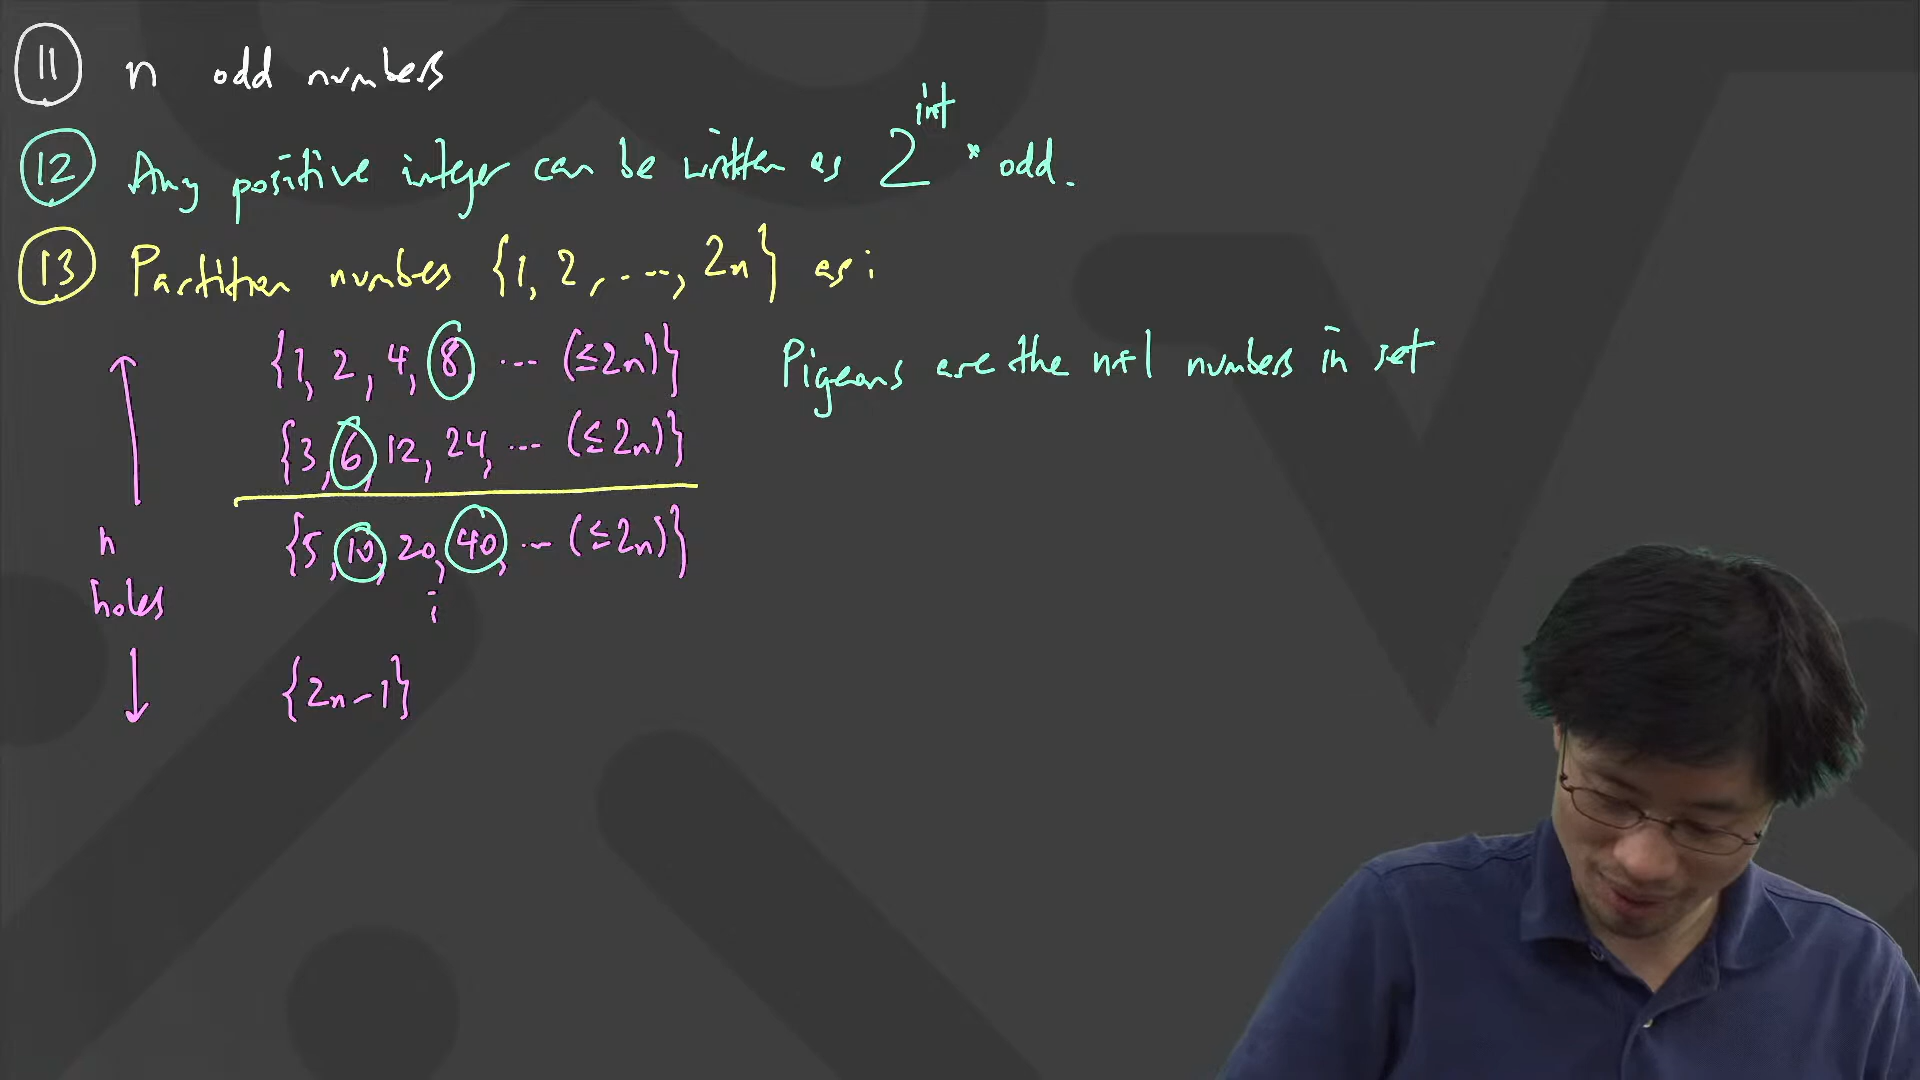 11 n odd numbers
12 Any positive integer can be written as 2^int * odd.
13 Partition numbers {1, 2, ..., 2n} as:
{1, 2, 4, 8 ... (≤2n)}
Pigeons are the n+1 numbers in set
{3, 6, 12, 24, ... (≤2n)}
{5, 10, 20, 40, ... (≤2n)}
n
holes
:
{2n-1}